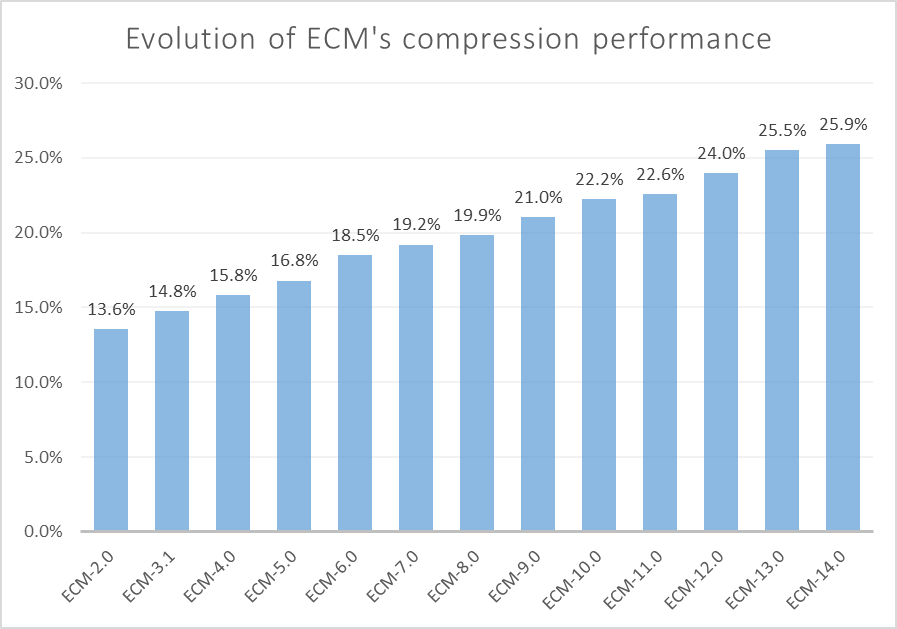 Evolution of ECM's compression performance
30.0%
25.0%
20.0%
15.0%
10.0%
5.0%
0.0%
13.6%
14.8%
15.8%
16.8%
18.5%
19.2%
19.9%
21.0%
22.2%
22.6%
24.0%
25.5%
25.9%
ECM-2.0
ECM-3.1
ECM-4.0
ECM-5.0
ECM-6.0
ECM-7.0
ECM-8.0
ECM-9.0
ECM-10.0
ECM-11.0
ECM-12.0
ECM-13.0
ECM-14.0